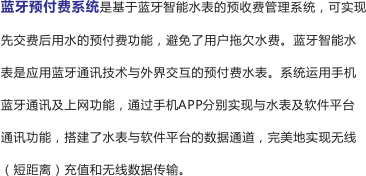 蓝牙预付费系统是基于蓝牙智能水表的预收费管理系统，可实现
先交费后用水的预付费功能，避免了用户拖欠水费。蓝牙智能水
表是应用蓝牙通讯技术与外界交互的预付费水表。系统运用手机
蓝牙通讯及上网功能，通过手机APP分别实现与水表及软件平台
通讯功能，搭建了水表与软件平台的数据通道，完美地实现无线
（短距离）充值和无线数据传输。